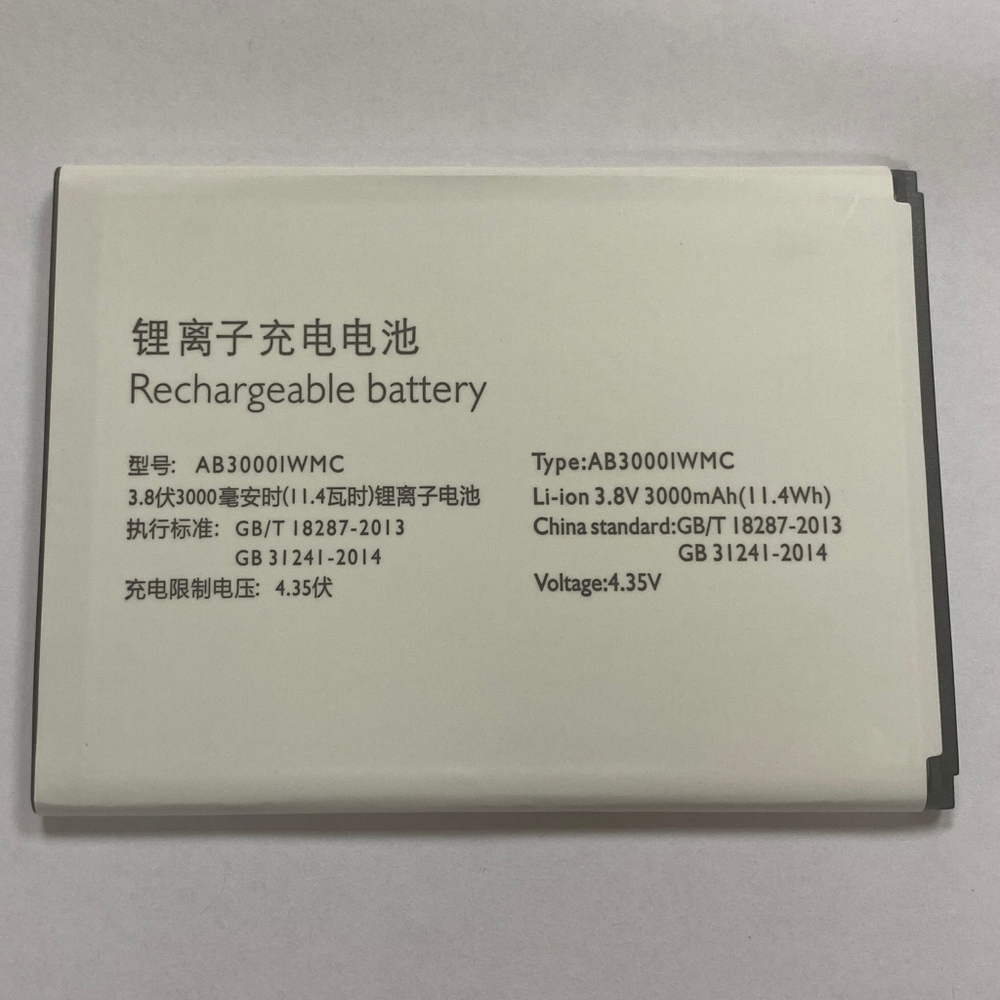 锂离子充电电池
Rechargeable battery
型号: AB30001WMC
3.8伏3000毫安时(11.4瓦时)锂离子电池
执行标准: GB/T 18287-2013
GB 31241-2014
充电限制电压: 4.35伏
Type:AB30001WMC
Li-ion 3.8V 3000mAh(11.4Wh)
China standard:GB/T 18287-2013
GB 31241-2014
Voltage:4.35V